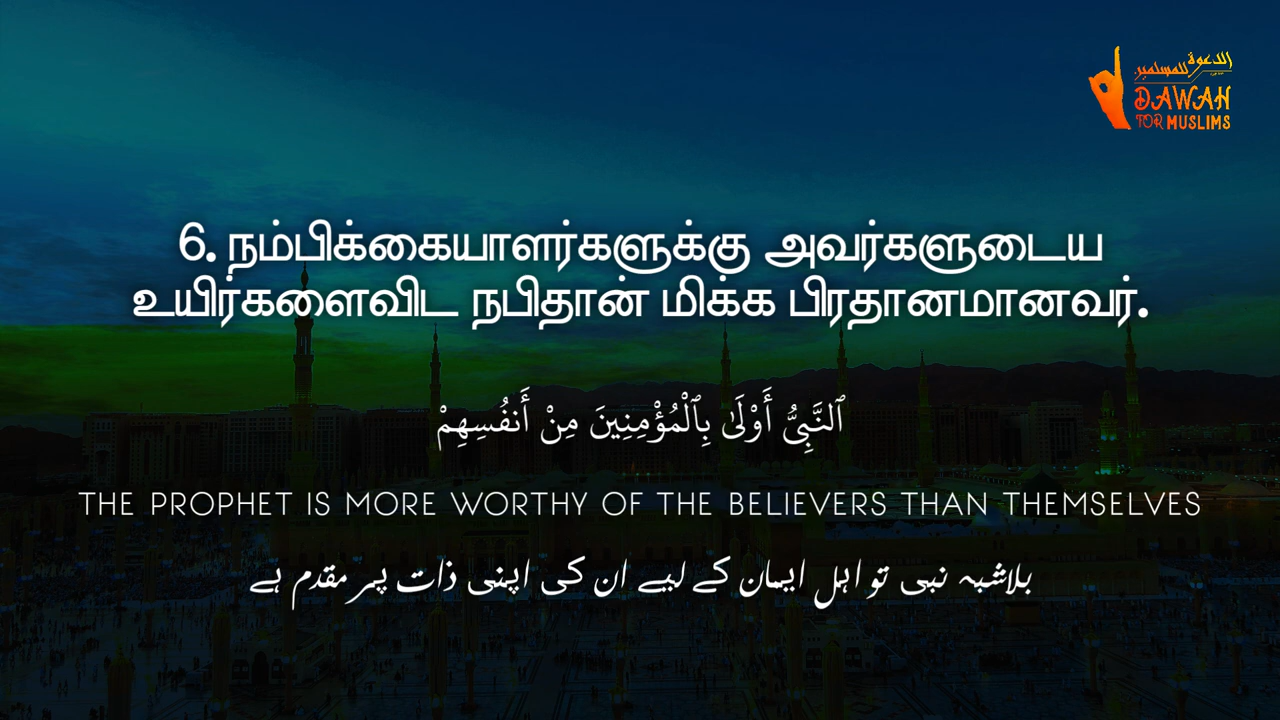 الدعوة للمسلمين
DAWAH
FOR MUSLIMS
6. நம்பிக்கையாளர்களுக்கு அவர்களுடைய
உயிர்களைவிட நபிதான் மிக்க பிரதானமானவர்.
ٱلنَّبِىُّ أَوْلَىٰ بِٱلْمُؤْمِنِينَ مِنْ أَنفُسِهِمْ
THE PROPHET IS MORE WORTHY OF THE BELIEVERS THAN THEMSELVES
بلاشبہ نبی تو اہل ایمان کے لیے ان کی اپنی ذات پر مقدم ہے